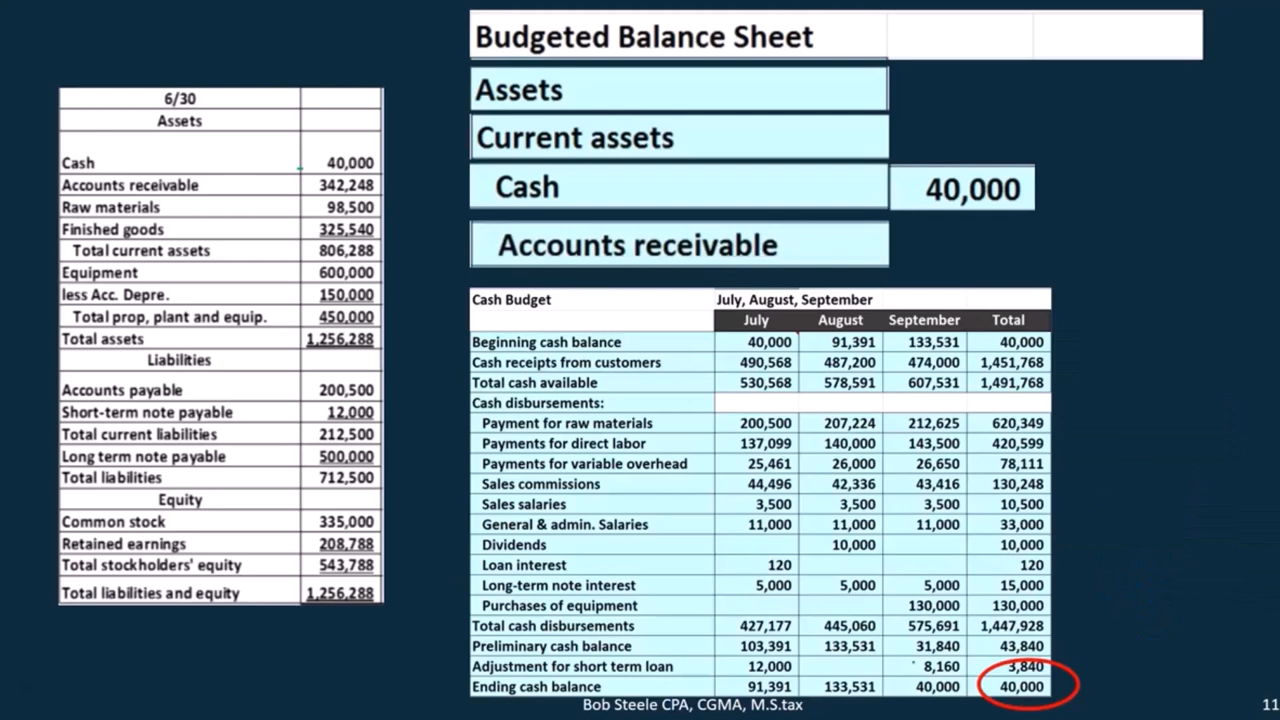 Budgeted Balance Sheet
Assets
Current assets
Cash 40,000
Accounts receivable
6/30
Assets
Cash 40,000
Accounts receivable 342,248
Raw materials 98,500
Finished goods 325,540
Total current assets 806,288
Equipment 600,000
less Acc. Depre. 150,000
Total prop, plant and equip. 450,000
Total assets 1,256,288
Liabilities
Accounts payable 200,500
Short-term note payable 12,000
Total current liabilities 212,500
Long term note payable 500,000
Total liabilities 712,500
Equity
Common stock 335,000
Retained earnings 208,788
Total stockholders' equity 543,788
Total liabilities and equity 1,256,288
Cash Budget July, August, September
July August September Total
Beginning cash balance 40,000 91,391 133,531 40,000
Cash receipts from customers 490,568 487,200 474,000 1,451,768
Total cash available 530,568 578,591 607,531 1,491,768
Cash disbursements:
Payment for raw materials 200,500 207,224 212,625 620,349
Payments for direct labor 137,099 140,000 143,500 420,599
Payments for variable overhead 25,461 26,000 26,650 78,111
Sales commissions 44,496 42,336 43,416 130,248
Sales salaries 3,500 3,500 3,500 10,500
General & admin. Salaries 11,000 11,000 11,000 33,000
Dividends 10,000 10,000
Loan interest 120 120
Long-term note interest 5,000 5,000 5,000 15,000
Purchases of equipment 130,000 130,000
Total cash disbursements 427,177 445,060 575,691 1,447,928
Preliminary cash balance 103,391 133,531 31,840 43,840
Adjustment for short term loan 12,000 8,160 3,840
Ending cash balance 91,391 133,531 40,000 40,000
Bob Steele CPA, CGMA, M.S.tax
11